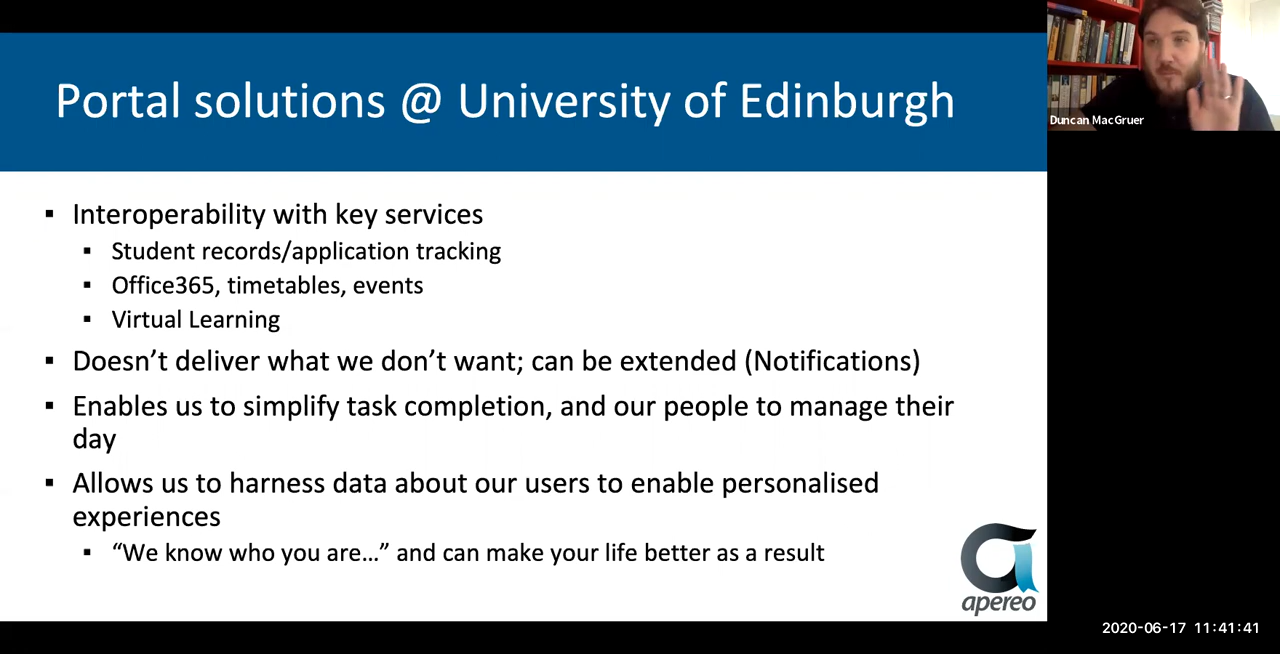 Portal solutions @ University of Edinburgh
Duncan MacGruer
▪ Interoperability with key services
▪ Student records/application tracking
▪ Office365, timetables, events
▪ Virtual Learning
▪ Doesn’t deliver what we don’t want; can be extended (Notifications)
▪ Enables us to simplify task completion, and our people to manage their
day
▪ Allows us to harness data about our users to enable personalised
experiences
▪ “We know who you are…” and can make your life better as a result
apereo
2020-06-17 11:41:41